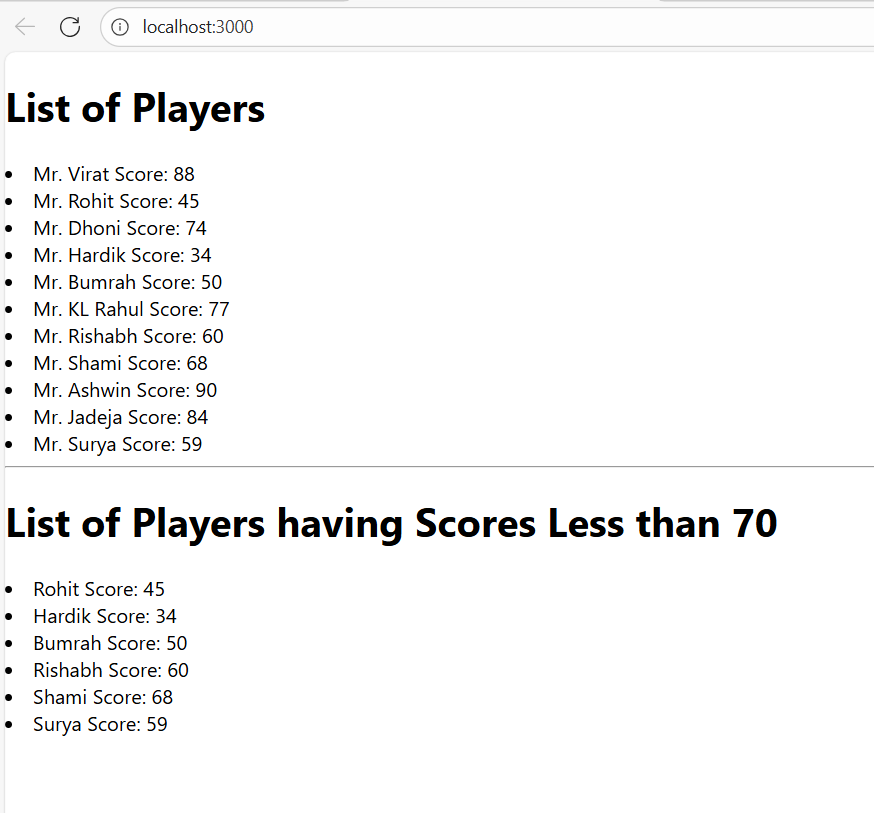 localhost:3000
List of Players
Mr. Virat Score: 88
Mr. Rohit Score: 45
Mr. Dhoni Score: 74
Mr. Hardik Score: 34
Mr. Bumrah Score: 50
Mr. KL Rahul Score: 77
Mr. Rishabh Score: 60
Mr. Shami Score: 68
Mr. Ashwin Score: 90
Mr. Jadeja Score: 84
Mr. Surya Score: 59
List of Players having Scores Less than 70
Rohit Score: 45
Hardik Score: 34
Bumrah Score: 50
Rishabh Score: 60
Shami Score: 68
Surya Score: 59